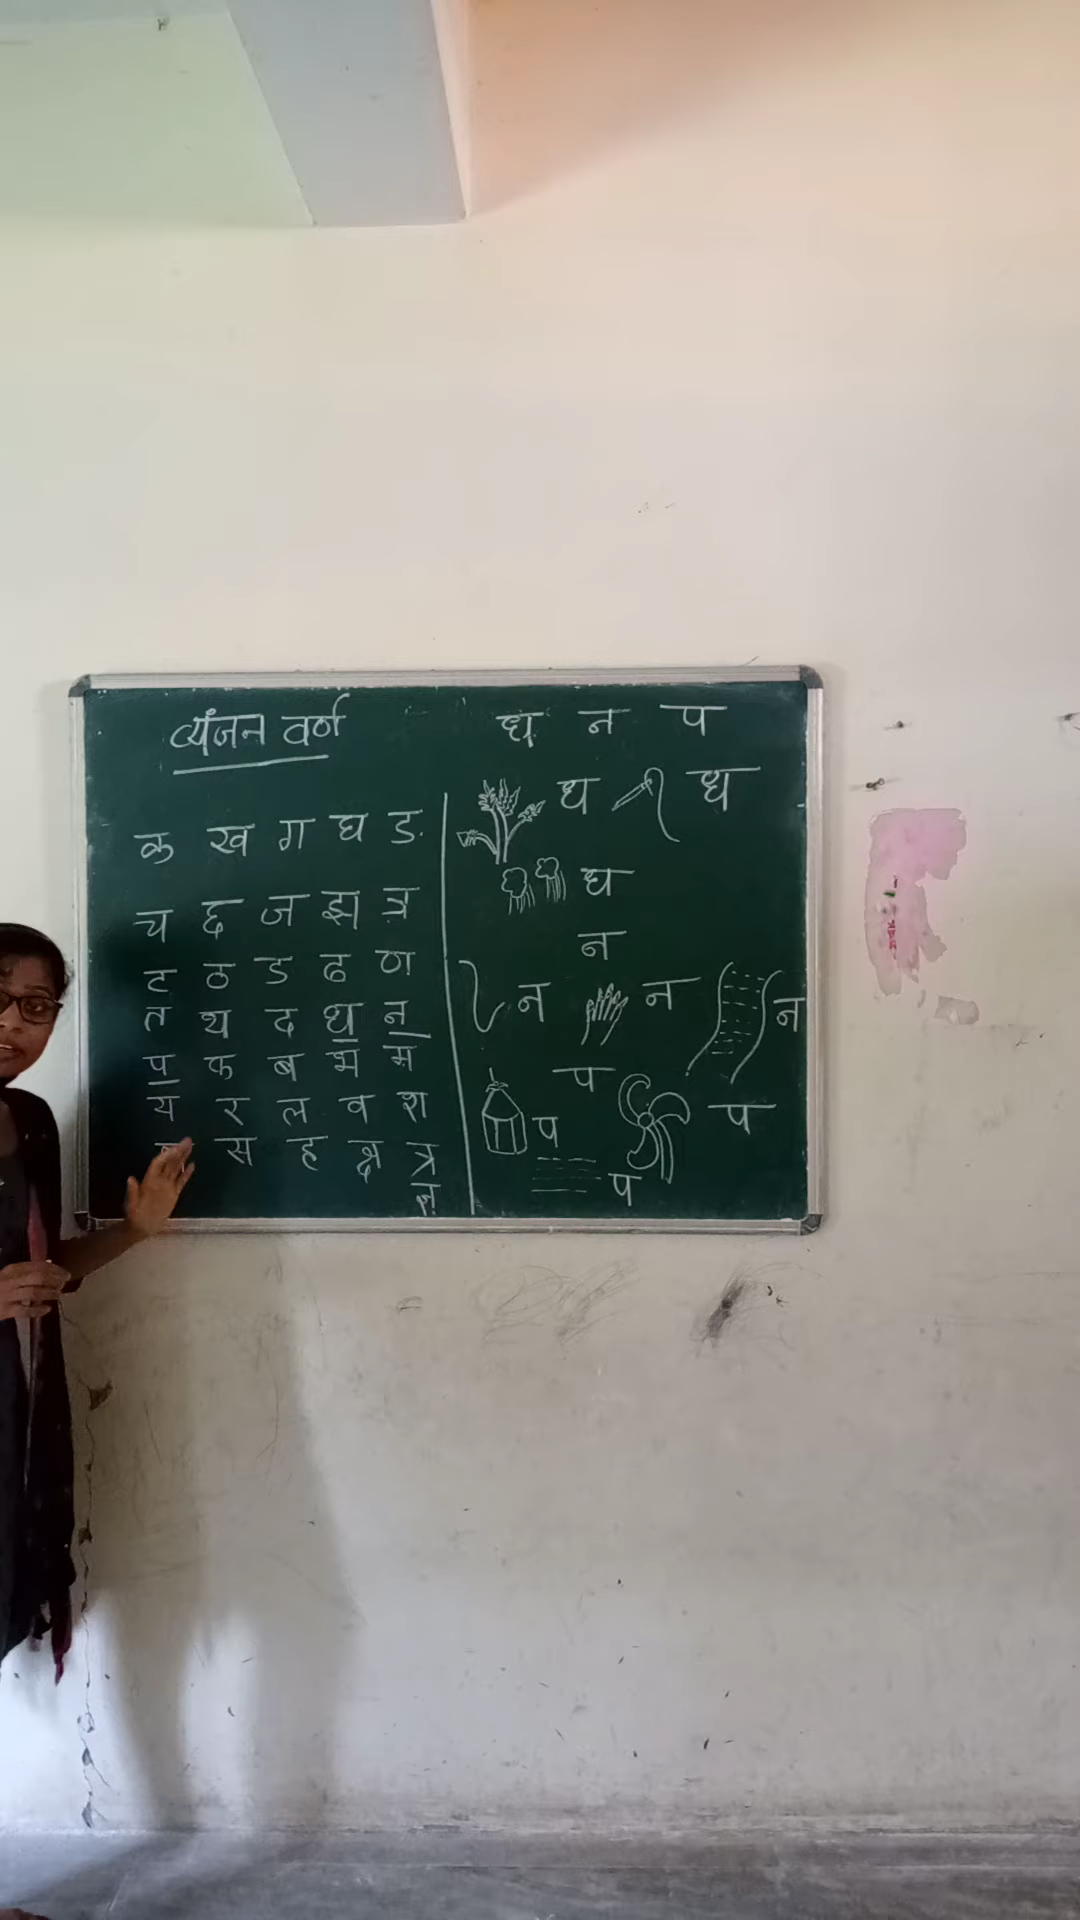 व्यंजन वर्ण
क ख ग घ ङ
च छ ज झ ञ
ट ठ ड ढ ण
त थ द ध न
प फ ब भ म
य र ल व श
स ह क्ष त्र
ज्ञ
ध न प
ध ध
ध
न
न न न
प
प प
प